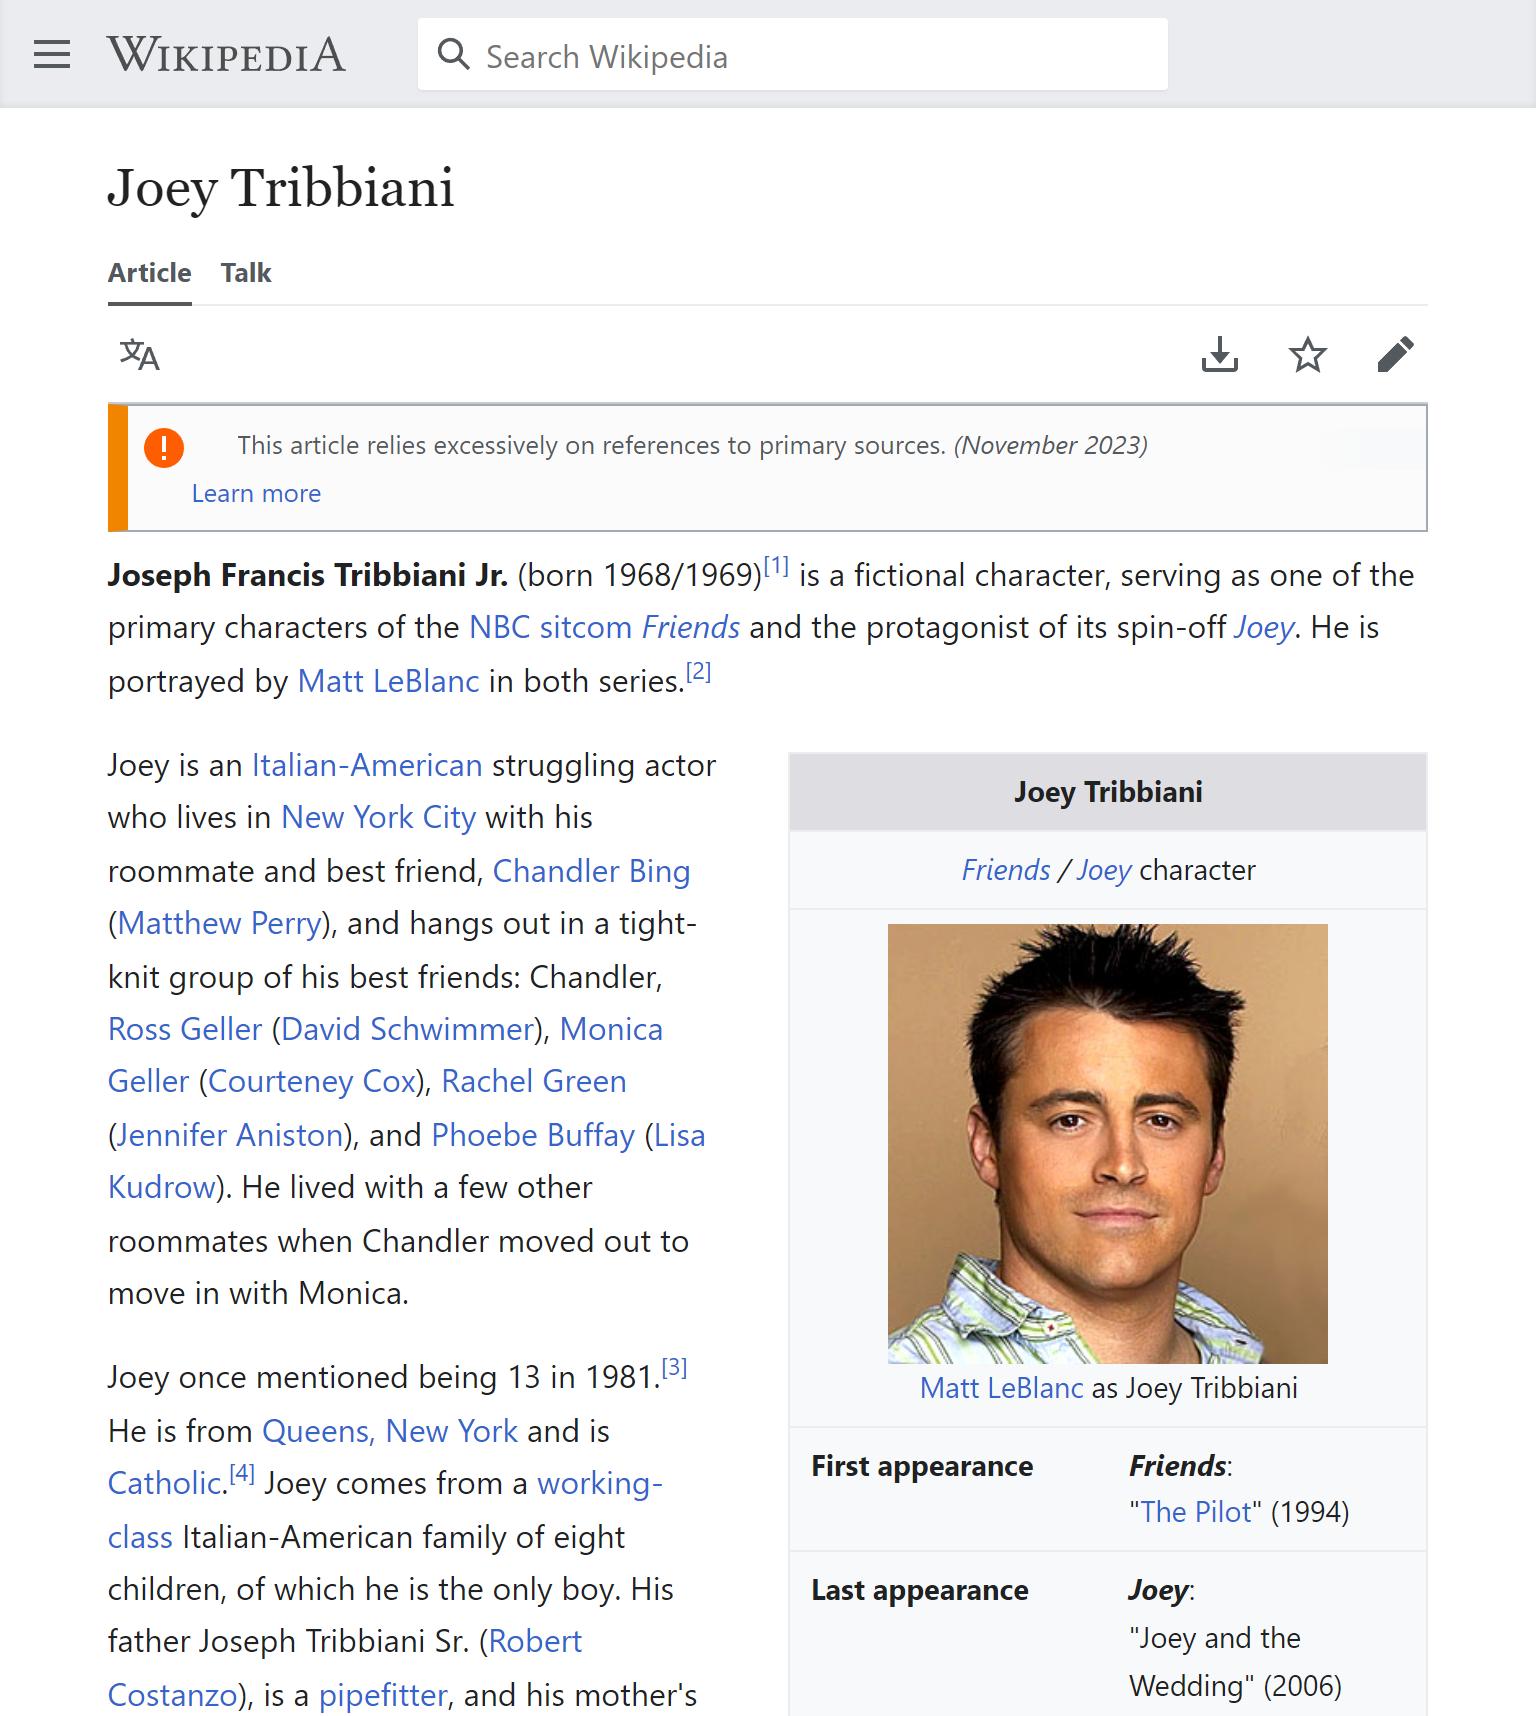 WIKIPEDIA
Search Wikipedia
Joey Tribbiani
Article Talk
文A
This article relies excessively on references to primary sources. (November 2023)
Learn more
Joseph Francis Tribbiani Jr. (born 1968/1969)[1] is a fictional character, serving as one of the
primary characters of the NBC sitcom Friends and the protagonist of its spin-off Joey. He is
portrayed by Matt LeBlanc in both series.[2]
Joey is an Italian-American struggling actor
who lives in New York City with his
roommate and best friend, Chandler Bing
(Matthew Perry), and hangs out in a tight-
knit group of his best friends: Chandler,
Ross Geller (David Schwimmer), Monica
Geller (Courteney Cox), Rachel Green
(Jennifer Aniston), and Phoebe Buffay (Lisa
Kudrow). He lived with a few other
roommates when Chandler moved out to
move in with Monica.
Joey once mentioned being 13 in 1981.[3]
He is from Queens, New York and is
Catholic.[4] Joey comes from a working-
class Italian-American family of eight
children, of which he is the only boy. His
father Joseph Tribbiani Sr. (Robert
Costanzo), is a pipefitter, and his mother's
Joey Tribbiani
Friends / Joey character
Matt LeBlanc as Joey Tribbiani
First appearance Friends:
"The Pilot" (1994)
Last appearance Joey:
"Joey and the
Wedding" (2006)